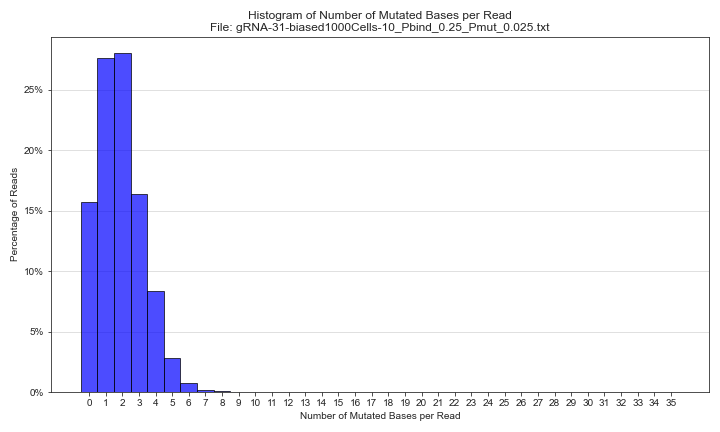 Histogram of Number of Mutated Bases per Read
File: gRNA-31-biased1000Cells-10_Pbind_0.25_Pmut_0.025.txt
Percentage of Reads
25%
20%
15%
10%
5%
0%
0 1 2 3 4 5 6 7 8 9 10 11 12 13 14 15 16 17 18 19 20 21 22 23 24 25 26 27 28 29 30 31 32 33 34 35
Number of Mutated Bases per Read